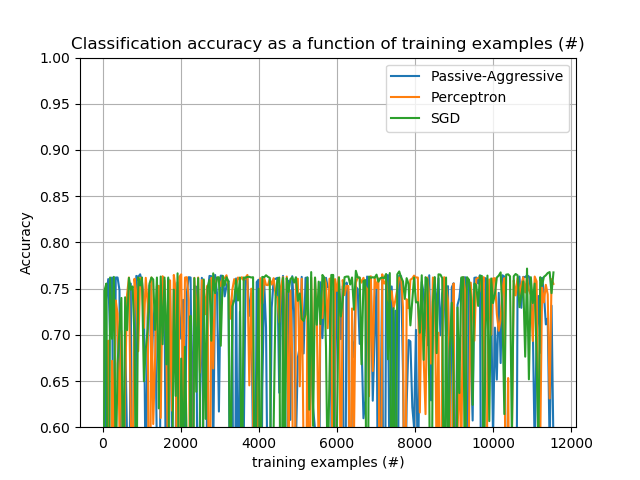 Classification accuracy as a function of training examples (#)
1.00
0.95
0.90
0.85
0.80
0.75
0.70
0.65
0.60
Accuracy
Passive-Aggressive
Perceptron
SGD
0 2000 4000 6000 8000 10000 12000
training examples (#)